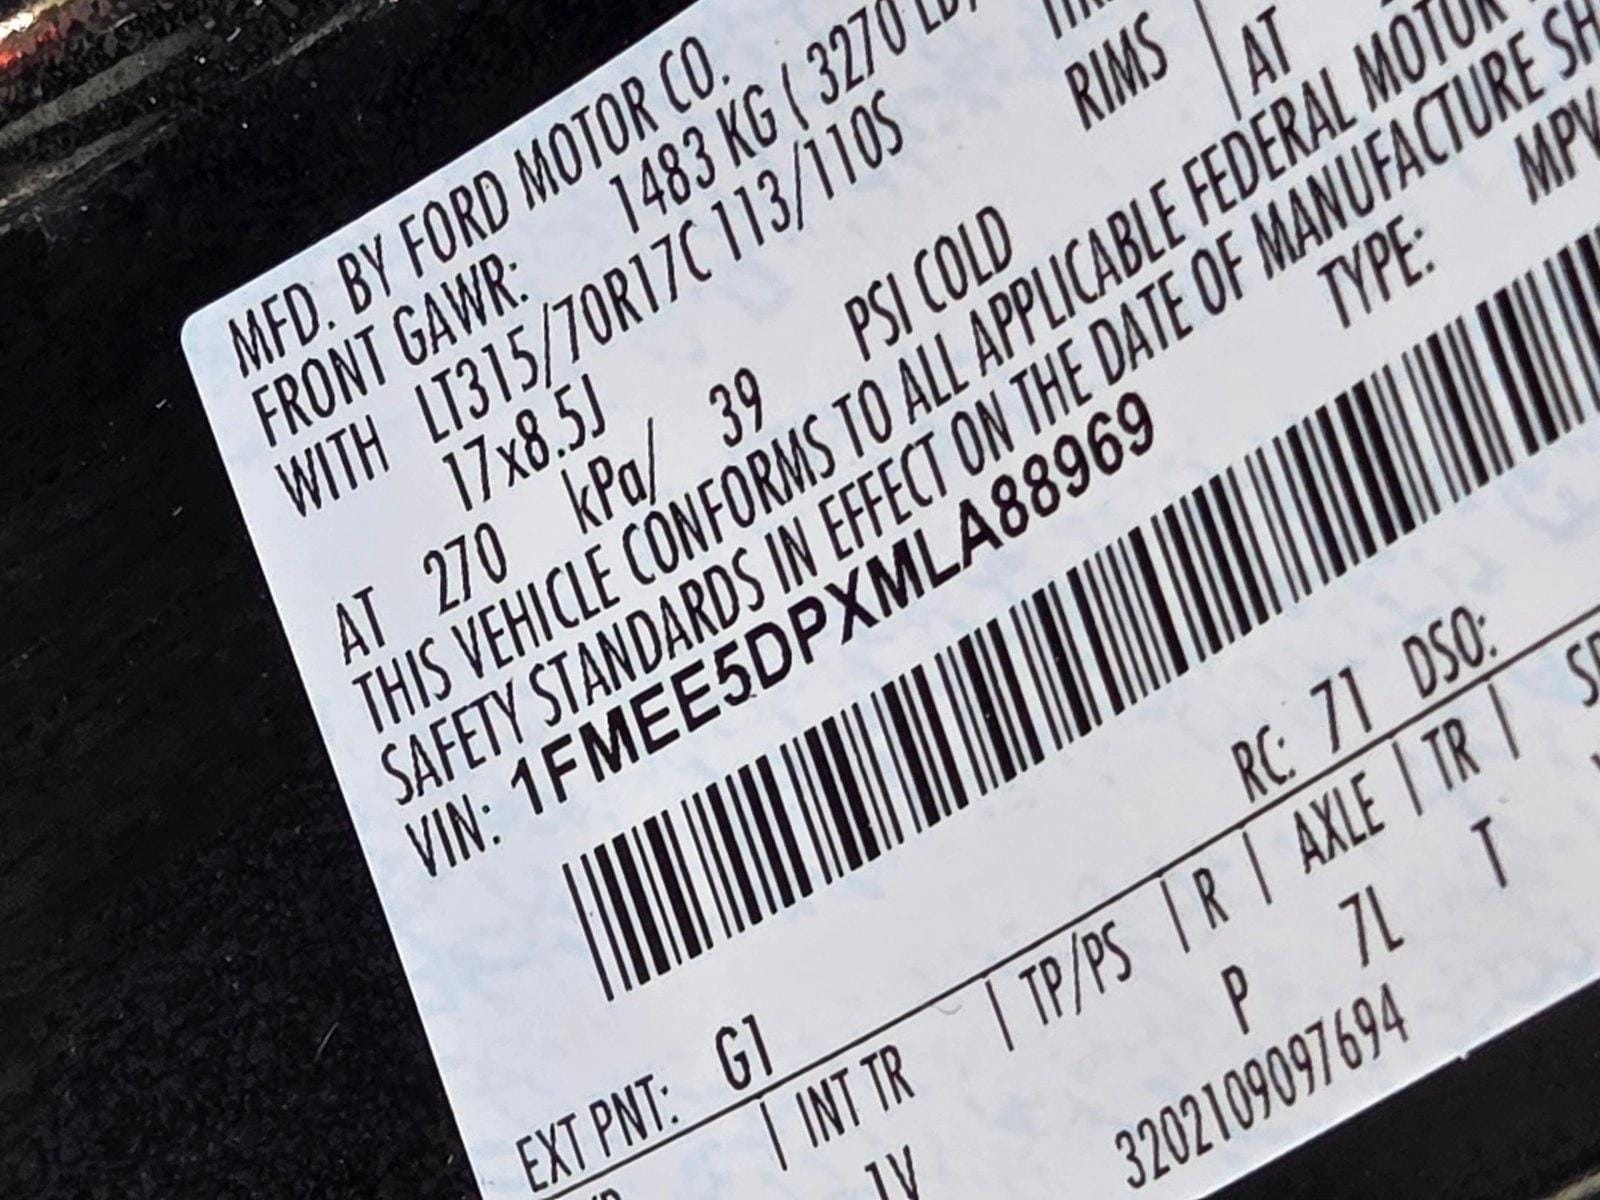 MFD. BY FORD MOTOR CO.
FRONT GAWR: 1483 KG ( 3270 LB)
WITH LT315/70R17C 113/110S
17x8.5J RIMS
AT 270 kPa/ 39 PSI COLD AT
THIS VEHICLE CONFORMS TO ALL APPLICABLE FEDERAL MOTOR
SAFETY STANDARDS IN EFFECT ON THE DATE OF MANUFACTURE SH
VIN: 1FMEE5DPXMLA88969 TYPE: MPV
EXT PNT: G1 RC: 71 DSO:
| INT TR | TP/PS | R | AXLE | TR |
1V P 7L T
3202109097694